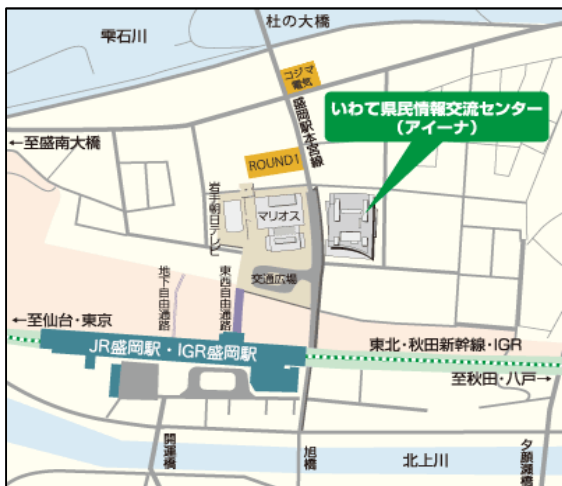 杜の大橋
雫石川
コジマ
電気
いわて県民情報交流センター
(アイーナ)
盛岡駅本宮線
←至盛南大橋
ROUND1
岩手朝日テレビ
マリオス
交通広場
地下自由通路
東西自由通路
←至仙台・東京
JR盛岡駅・IGR盛岡駅
東北・秋田新幹線・IGR
至秋田・八戸→
開運橋
旭橋
北上川
夕顔瀬橋